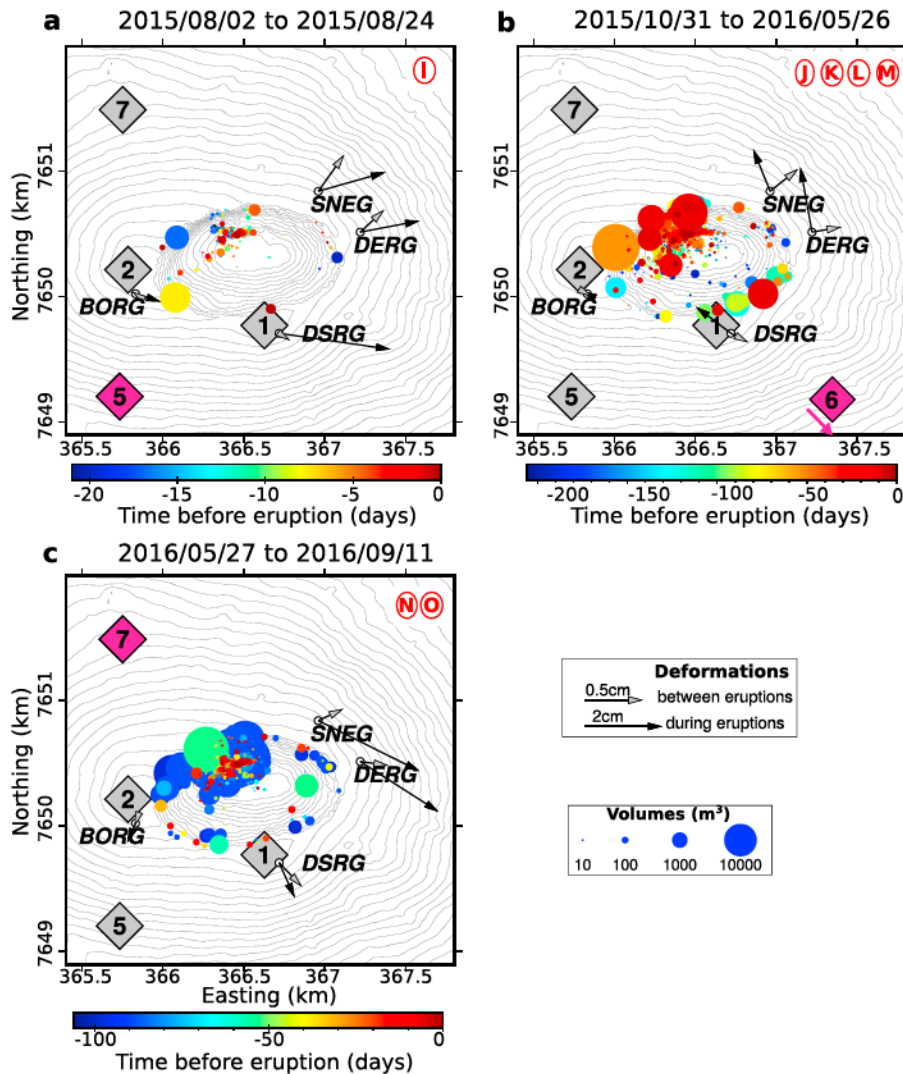 a 2015/08/02 to 2015/08/24
I
7
SNEG
DERG
2
BORG
1
DSRG
5
7651
7650
7649
Northing (km)
365.5 366 366.5 367 367.5
-20 -15 -10 -5 0
Time before eruption (days)
b 2015/10/31 to 2016/05/26
J K L M
7
SNEG
DERG
2
BORG
1
DSRG
5
6
7651
7650
7649
365.5 366 366.5 367 367.5
-200 -150 -100 -50 0
Time before eruption (days)
c 2016/05/27 to 2016/09/11
N O
7
SNEG
DERG
2
BORG
1
DSRG
5
7651
7650
7649
Northing (km)
365.5 366 366.5 367 367.5
Easting (km)
-100 -50 0
Time before eruption (days)
Deformations
0.5cm between eruptions
2cm during eruptions
Volumes (m³)
10 100 1000 10000